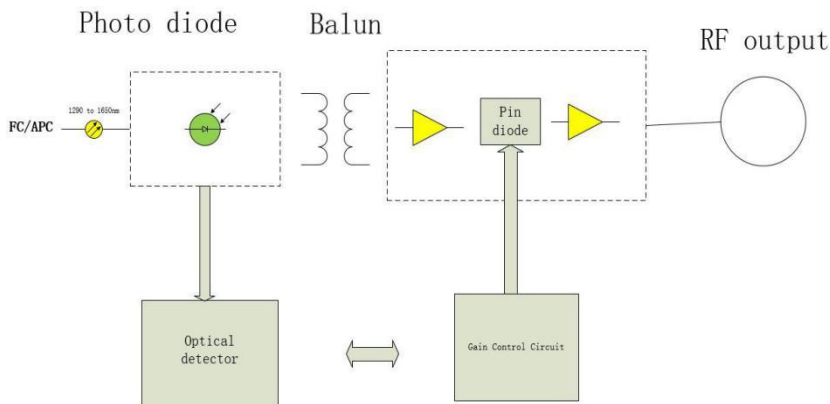 Photo diode
Balun
RF output
1290 to 1650nm
FC/APC
Pin
diode
Optical
detector
Gain Control Circuit